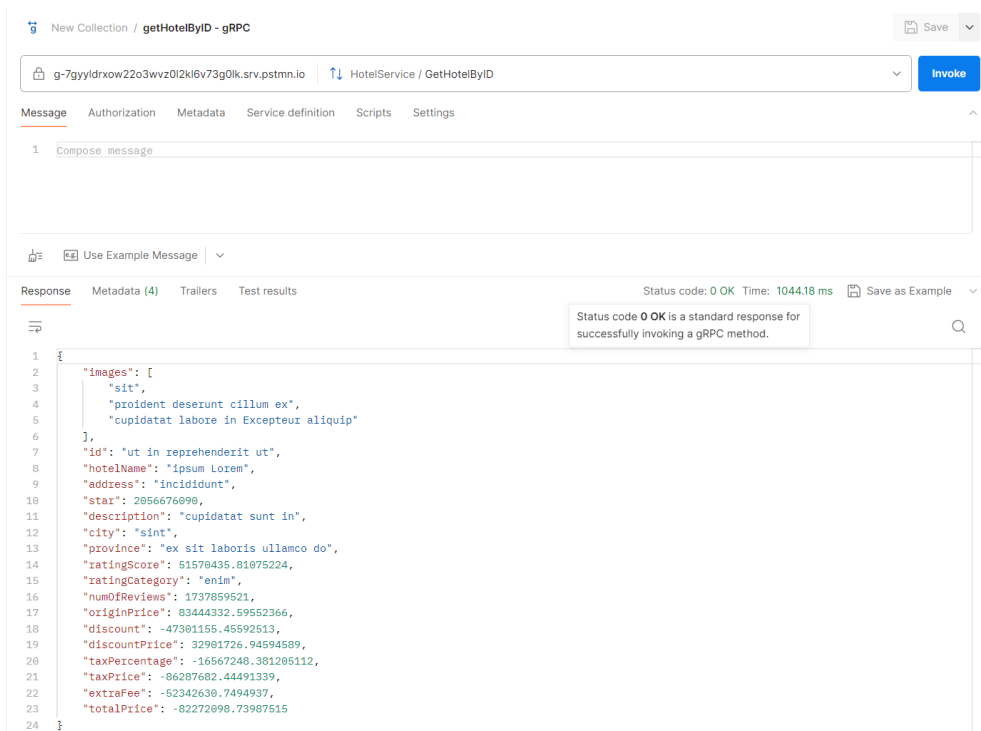 New Collection / getHotelByID - gRPC
Save
g-7gyyldrxow22o3wvz0l2kl6v73g0lk.srv.pstmn.io
HotelService / GetHotelByID
Invoke
Message Authorization Metadata Service definition Scripts Settings
1 Compose message
Use Example Message
Response Metadata (4) Trailers Test results
Status code: 0 OK Time: 1044.18 ms Save as Example
Status code 0 OK is a standard response for
successfully invoking a gRPC method.
1 {
2 "images": [
3 "sit",
4 "proident deserunt cillum ex",
5 "cupidatat labore in Excepteur aliquip"
6 ],
7 "id": "ut in reprehenderit ut",
8 "hotelName": "ipsum Lorem",
9 "address": "incididunt",
10 "star": 2056676090,
11 "description": "cupidatat sunt in",
12 "city": "sint",
13 "province": "ex sit laboris ullamco do",
14 "ratingScore": 51570435.81075224,
15 "ratingCategory": "enim",
16 "numOfReviews": 1737859521,
17 "originPrice": 83444332.59552366,
18 "discount": -47301155.45592513,
19 "discountPrice": 32901726.94594589,
20 "taxPercentage": -16567248.381205112,
21 "taxPrice": -86287682.44491339,
22 "extraFee": -52342630.7494937,
23 "totalPrice": -82272098.73987515
24 }